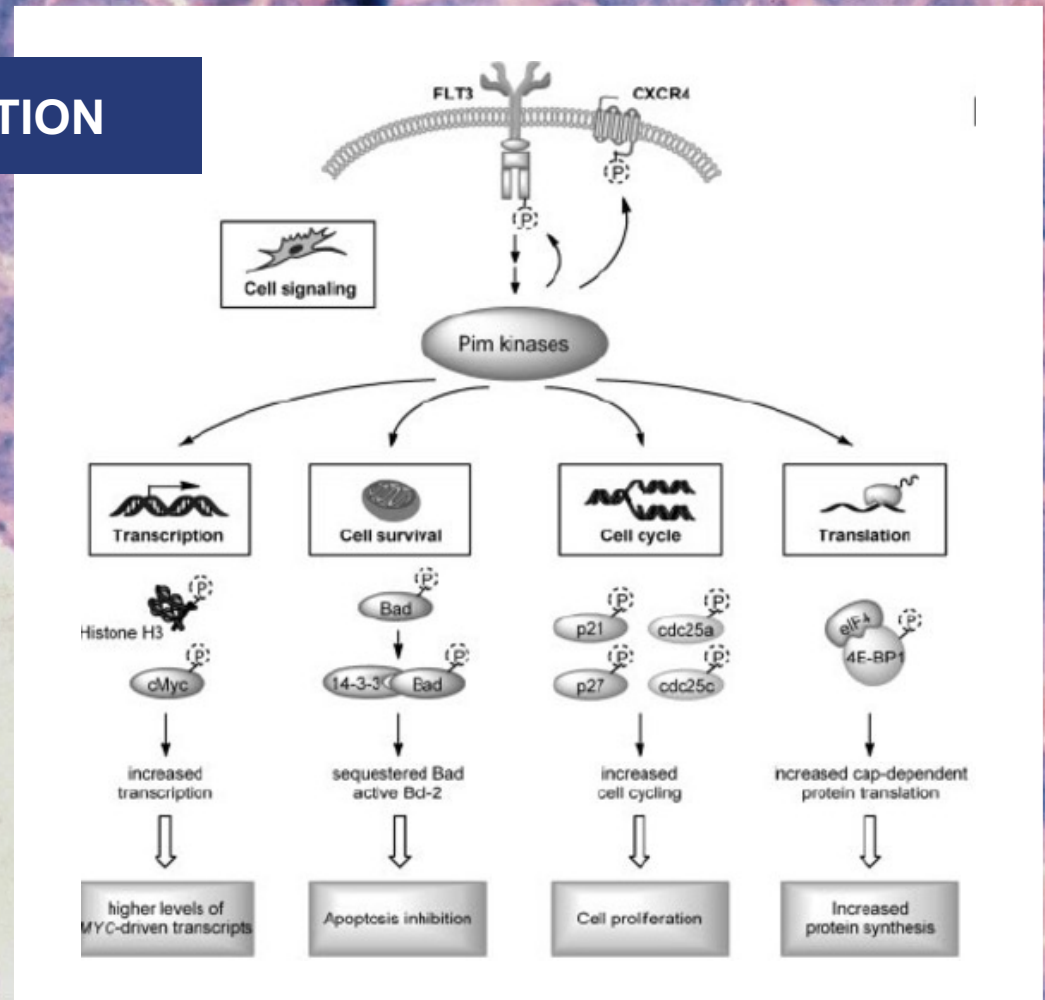 TION
FLT3
CXCR4
P
P
Cell signaling
Pim kinases
Transcription
Cell survival
Cell cycle
Translation
P
Histone H3
P
cMyc
increased
transcription
higher levels of
MYC-driven transcripts
P
Bad
P
14-3-3
Bad
sequestered Bad
active Bcl-2
Apoptosis inhibition
P
p21
P
cdc25a
P
p27
P
cdc25c
increased
cell cycling
Cell proliferation
eIF4
P
4E-BP1
increased cap-dependent
protein translation
Increased
protein synthesis